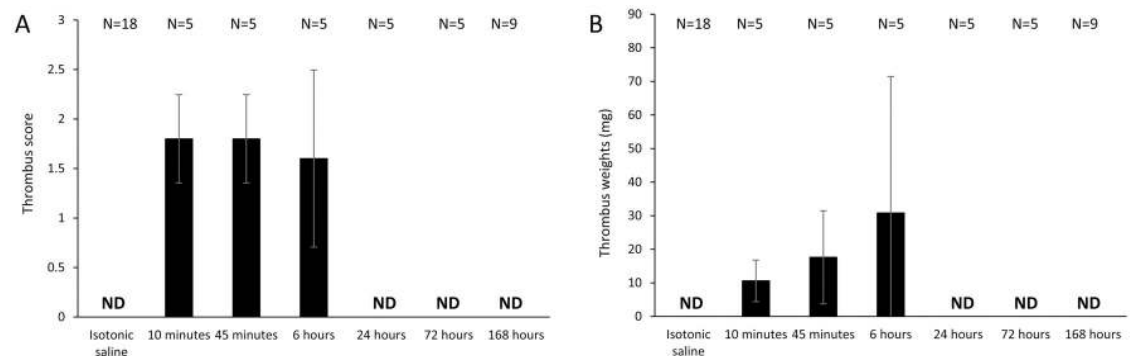 A
N=18 N=5 N=5 N=5 N=5 N=5 N=9
3
2.5
2
1.5
1
0.5
0
Thrombus score
ND ND ND ND
Isotonic saline 10 minutes 45 minutes 6 hours 24 hours 72 hours 168 hours
B
N=18 N=5 N=5 N=5 N=5 N=5 N=9
90
80
70
60
50
40
30
20
10
0
Thrombus weights (mg)
ND ND ND ND
Isotonic saline 10 minutes 45 minutes 6 hours 24 hours 72 hours 168 hours